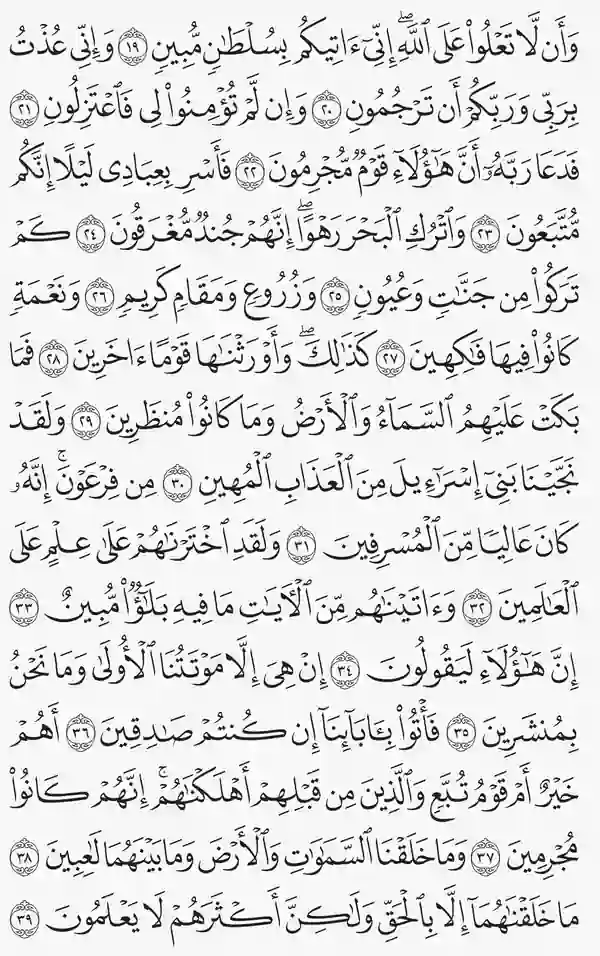 وَأَن لَّا تَعْلُوا۟ عَلَى ٱللَّهِ ۖ إِنِّىٓ ءَاتِيكُم بِسُلْطَـٰنٍ مُّبِينٍ ١٩ وَإِنِّى عُذْتُ
بِرَبِّى وَرَبِّكُمْ أَن تَرْجُمُونِ ٢٠ وَإِن لَّمْ تُؤْمِنُوا۟ لِى فَٱعْتَزِلُونِ ٢١
فَدَعَا رَبَّهُۥٓ أَنَّ هَـٰٓؤُلَآءِ قَوْمٌ مُّجْرِمُونَ ٢٢ فَأَسْرِ بِعِبَادِى لَيْلًا إِنَّكُم
مُّتَّبَعُونَ ٢٣ وَٱتْرُكِ ٱلْبَحْرَ رَهْوًا ۖ إِنَّهُمْ جُندٌ مُّغْرَقُونَ ٢٤ كَمْ
تَرَكُوا۟ مِن جَنَّـٰتٍ وَعُيُونٍ ٢٥ وَزُرُوعٍ وَمَقَامٍ كَرِيمٍ ٢٦ وَنَعْمَةٍ
كَانُوا۟ فِيهَا فَـٰكِهِينَ ٢٧ كَذَٰلِكَ ۖ وَأَوْرَثْنَـٰهَا قَوْمًا ءَاخَرِينَ ٢٨ فَمَا
بَكَتْ عَلَيْهِمُ ٱلسَّمَآءُ وَٱلْأَرْضُ وَمَا كَانُوا۟ مُنظَرِينَ ٢٩ وَلَقَدْ
نَجَّيْنَا بَنِىٓ إِسْرَٰٓءِيلَ مِنَ ٱلْعَذَابِ ٱلْمُهِينِ ٣٠ مِن فِرْعَوْنَ ۚ إِنَّهُۥ
كَانَ عَالِيًا مِّنَ ٱلْمُسْرِفِينَ ٣١ وَلَقَدِ ٱخْتَرْنَـٰهُمْ عَلَىٰ عِلْمٍ عَلَى
ٱلْعَـٰلَمِينَ ٣٢ وَءَاتَيْنَـٰهُم مِّنَ ٱلْـَٔايَـٰتِ مَا فِيهِ بَلَـٰٓؤٌا۟ مُّبِينٌ ٣٣
إِنَّ هَـٰٓؤُلَآءِ لَيَقُولُونَ ٣٤ إِنْ هِىَ إِلَّا مَوْتَتُنَا ٱلْأُولَىٰ وَمَا نَحْنُ
بِمُنشَرِينَ ٣٥ فَأْتُوا۟ بِـَٔابَآئِنَآ إِن كُنتُمْ صَـٰدِقِينَ ٣٦ أَهُمْ
خَيْرٌ أَمْ قَوْمُ تُبَّعٍ وَٱلَّذِينَ مِن قَبْلِهِمْ ۚ أَهْلَكْنَـٰهُمْ ۖ إِنَّهُمْ كَانُوا۟
مُجْرِمِينَ ٣٧ وَمَا خَلَقْنَا ٱلسَّمَـٰوَٰتِ وَٱلْأَرْضَ وَمَا بَيْنَهُمَا لَـٰعِبِينَ ٣٨
مَا خَلَقْنَـٰهُمَآ إِلَّا بِٱلْحَقِّ وَلَـٰكِنَّ أَكْثَرَهُمْ لَا يَعْلَمُونَ ٣٩